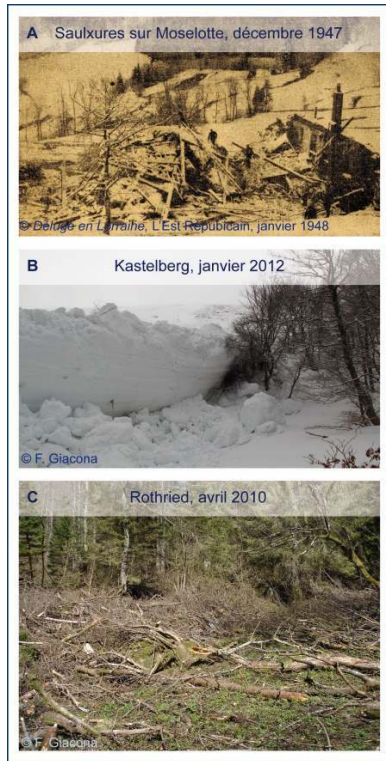 A Saulxures sur Moselotte, décembre 1947
© Deluge en Lorraine, L'Est Républicain, janvier 1948
B Kastelberg, janvier 2012
© F. Giacona
C Rothried, avril 2010
© F. Giacona